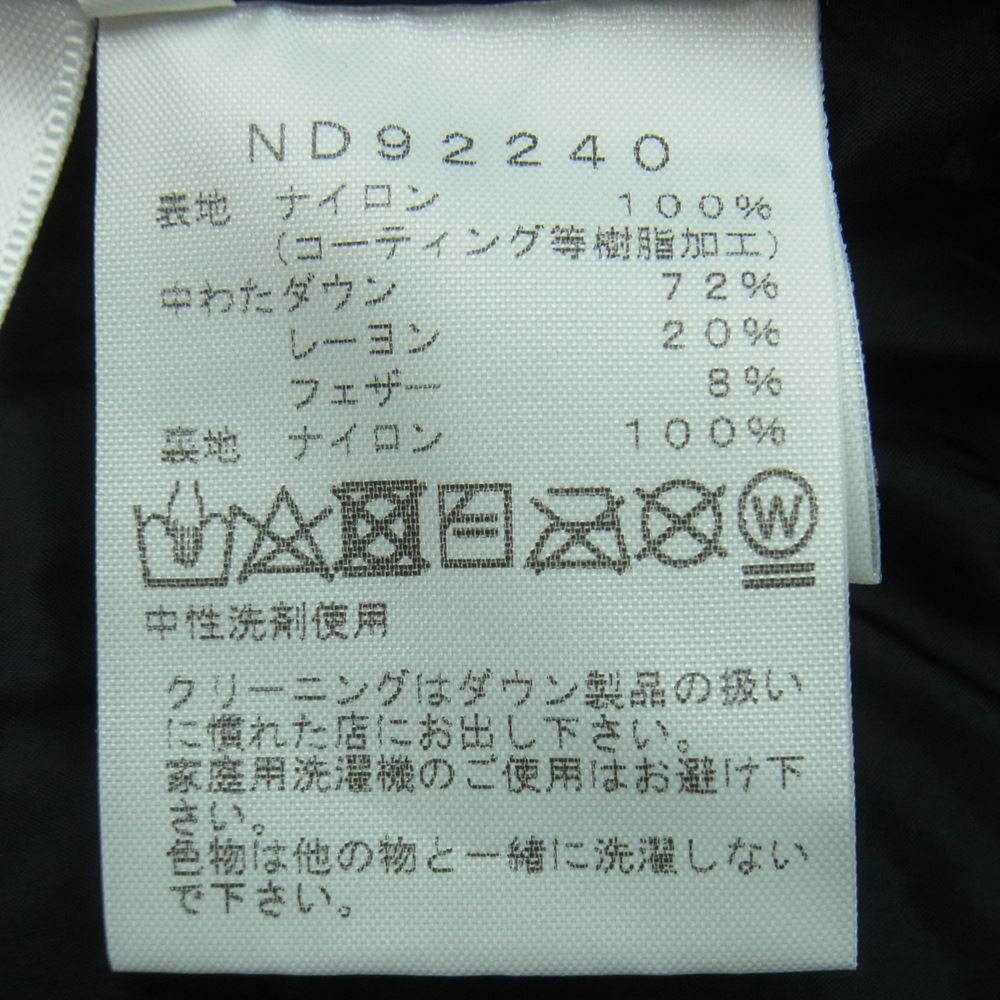 ND92240
表地 ナイロン 100%
(コーティング等樹脂加工)
中わたダウン 72%
レーヨン 20%
フェザー 8%
裏地 ナイロン 100%
W
中性洗剤使用
クリーニングはダウン製品の扱い
に慣れた店にお出し下さい。
家庭用洗濯機のご使用はお避け下
さい。
色物は他の物と一緒に洗濯しない
で下さい。